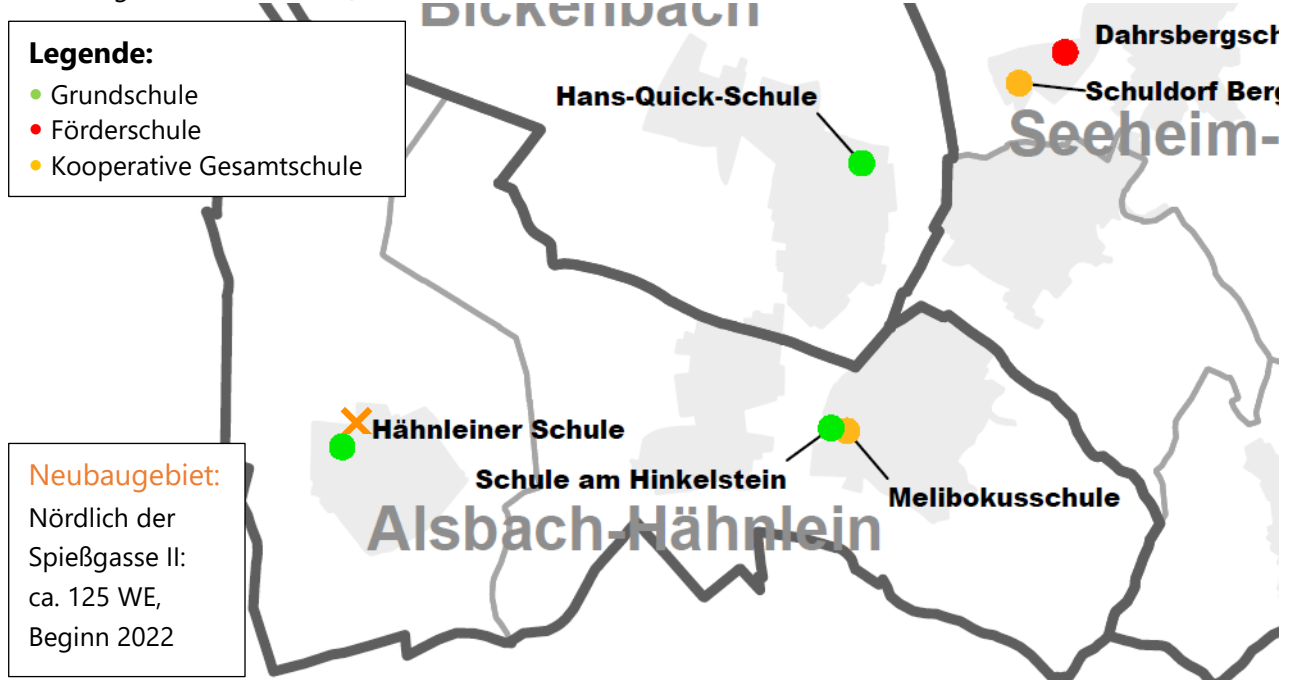 Bickenbach
Legende:
Grundschule
Förderschule
Kooperative Gesamtschule
Hans-Quick-Schule
Dahrsbergsch
Schuldorf Berg
Seeheim-
Hähnleiner Schule
Schule am Hinkelstein
Melibokusschule
Alsbach-Hähnlein
Neubaugebiet:
Nördlich der
Spießgasse II:
ca. 125 WE,
Beginn 2022